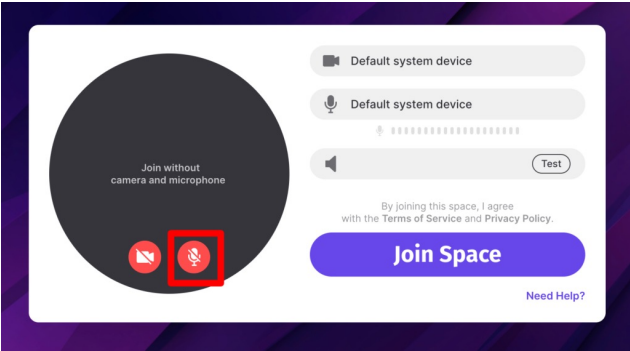 Default system device
Default system device
Join without
camera and microphone
Test
By joining this space, I agree
with the Terms of Service and Privacy Policy.
Join Space
Need Help?